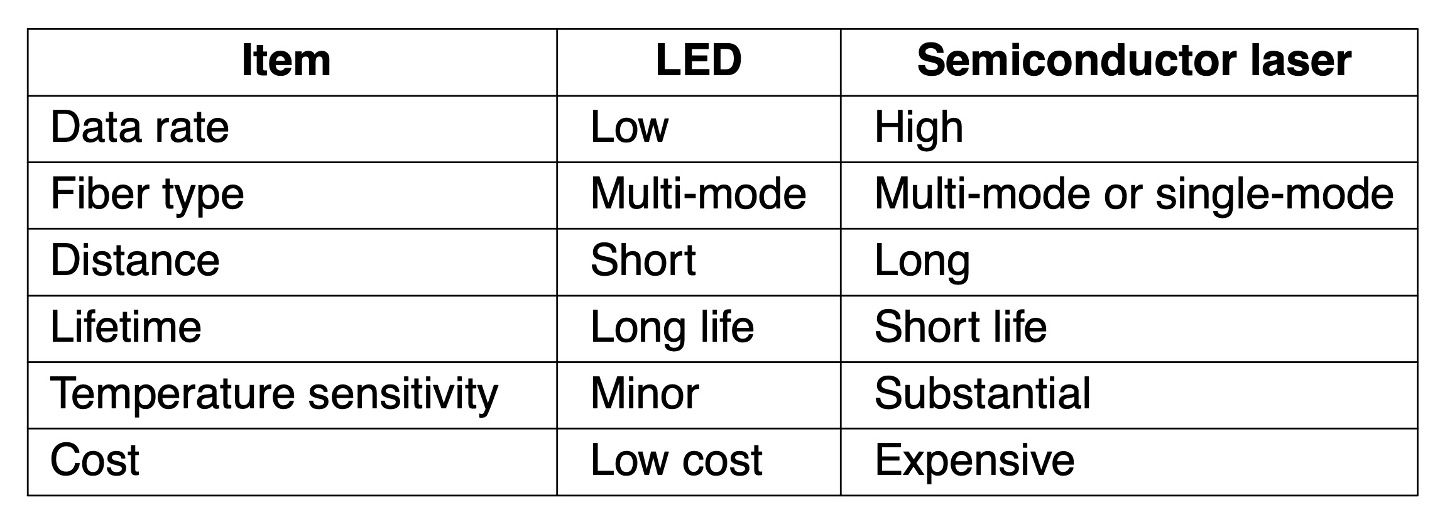 Item LED Semiconductor laser
Data rate Low High
Fiber type Multi-mode Multi-mode or single-mode
Distance Short Long
Lifetime Long life Short life
Temperature sensitivity Minor Substantial
Cost Low cost Expensive